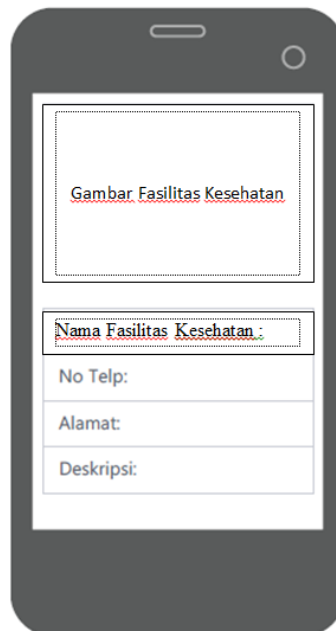 Gambar Fasilitas Kesehatan
Nama Fasilitas Kesehatan :
No Telp:
Alamat:
Deskripsi: